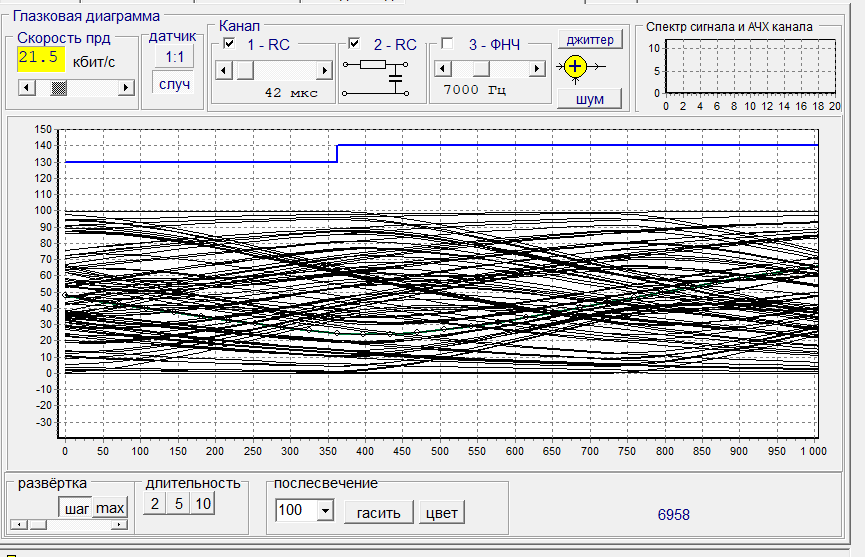 Глазковая диаграмма
Скорость прд
21.5 кбит/с
датчик
1:1
случ
Канал
1 - RC
42 мкс
2 - RC
3 - ФНЧ
7000 Гц
джиттер
шум
Спектр сигнала и АЧХ канала
10
5
0
0 2 4 6 8 10 12 14 16 18 20
150
140
130
120
110
100
90
80
70
60
50
40
30
20
10
0
-10
-20
-30
0 50 100 150 200 250 300 350 400 450 500 550 600 650 700 750 800 850 900 950 1 000
развёртка
шаг max
длительность
2 5 10
послесвечение
100
гасить
цвет
6958